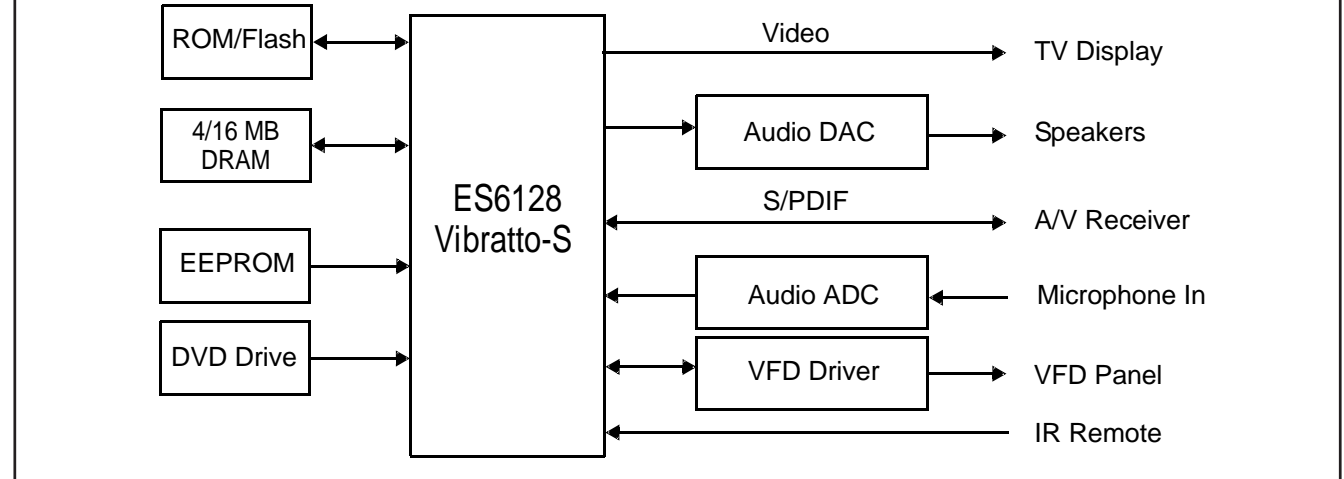 ROM/Flash
4/16 MB
DRAM
EEPROM
DVD Drive
ES6128
Vibratto-S
Video
TV Display
Audio DAC
Speakers
S/PDIF
A/V Receiver
Audio ADC
Microphone In
VFD Driver
VFD Panel
IR Remote